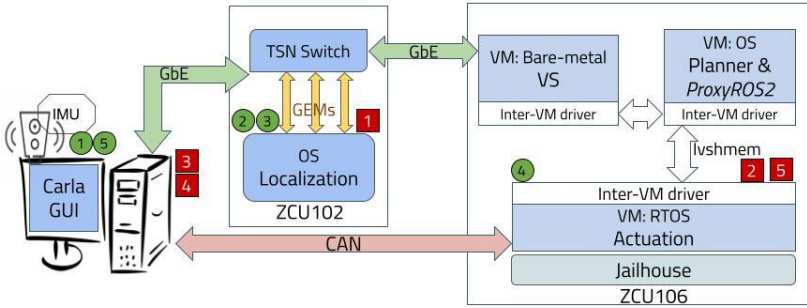 IMU
1
5
Carla
GUI
3
4
GbE
TSN Switch
GEMs
2
3
1
OS
Localization
ZCU102
GbE
VM: Bare-metal
VS
Inter-VM driver
VM: OS
Planner &
ProxyROS2
Inter-VM driver
Ivshmem
4
2
5
Inter-VM driver
VM: RTOS
Actuation
Jailhouse
ZCU106
CAN